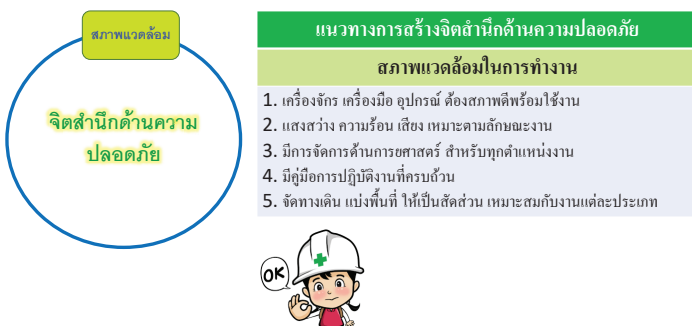 สภาพแวดล้อม
จิตสำนึกด้านความ
ปลอดภัย
แนวทางการสร้างจิตสำนึกด้านความปลอดภัย
สภาพแวดล้อมในการทำงาน
1. เครื่องจักร เครื่องมือ อุปกรณ์ ต้องสภาพดีพร้อมใช้งาน
2. แสงสว่าง ความร้อน เสียง เหมาะตามลักษณะงาน
3. มีการจัดการด้านการยศาสตร์ สำหรับทุกตำแหน่งงาน
4. มีคู่มือการปฏิบัติงานที่ครบถ้วน
5. จัดทางเดิน แบ่งพื้นที่ ให้เป็นสัดส่วน เหมาะสมกับงานแต่ละประเภท
OK